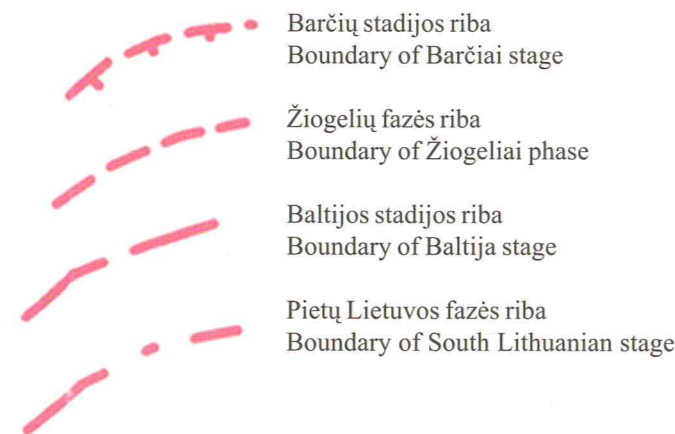 Barčių stadijos riba
Boundary of Barčiai stage
Žiogelių fazės riba
Boundary of Žiogeliai phase
Baltijos stadijos riba
Boundary of Baltija stage
Pietų Lietuvos fazės riba
Boundary of South Lithuanian stage